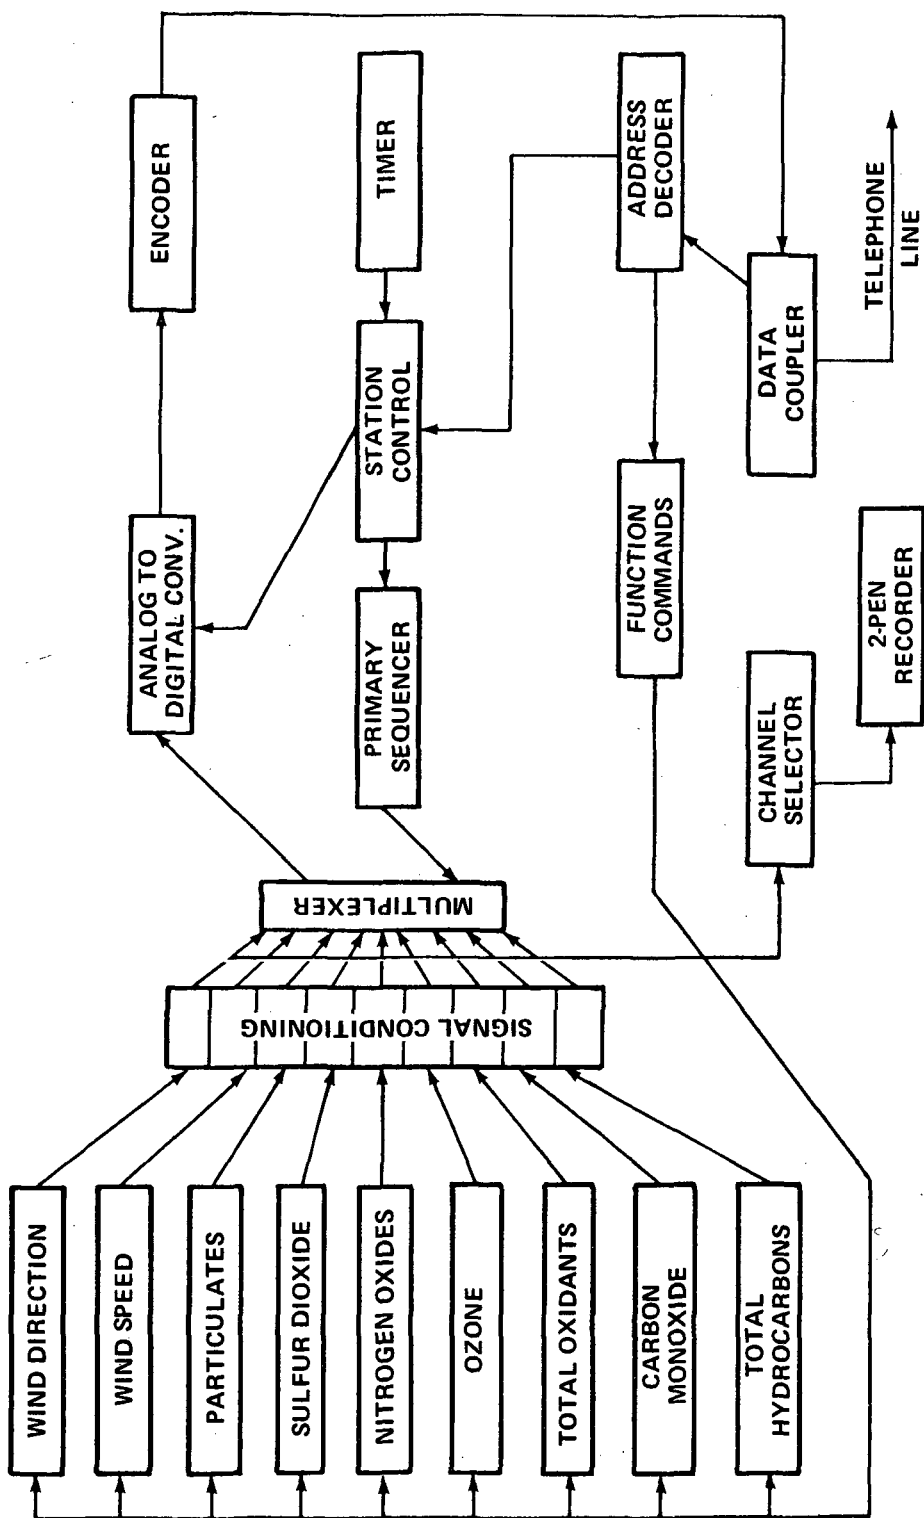 WIND DIRECTION
WIND SPEED
PARTICULATES
SULFUR DIOXIDE
NITROGEN OXIDES
OZONE
TOTAL OXIDANTS
CARBON
MONOXIDE
TOTAL
HYDROCARBONS
SIGNAL CONDITIONING
MULTIPLEXER
ANALOG TO
DIGITAL CONV.
ENCODER
PRIMARY
SEQUENCER
STATION
CONTROL
TIMER
FUNCTION
COMMANDS
ADDRESS
DECODER
CHANNEL
SELECTOR
DATA
COUPLER
2-PEN
RECORDER
TELEPHONE
LINE